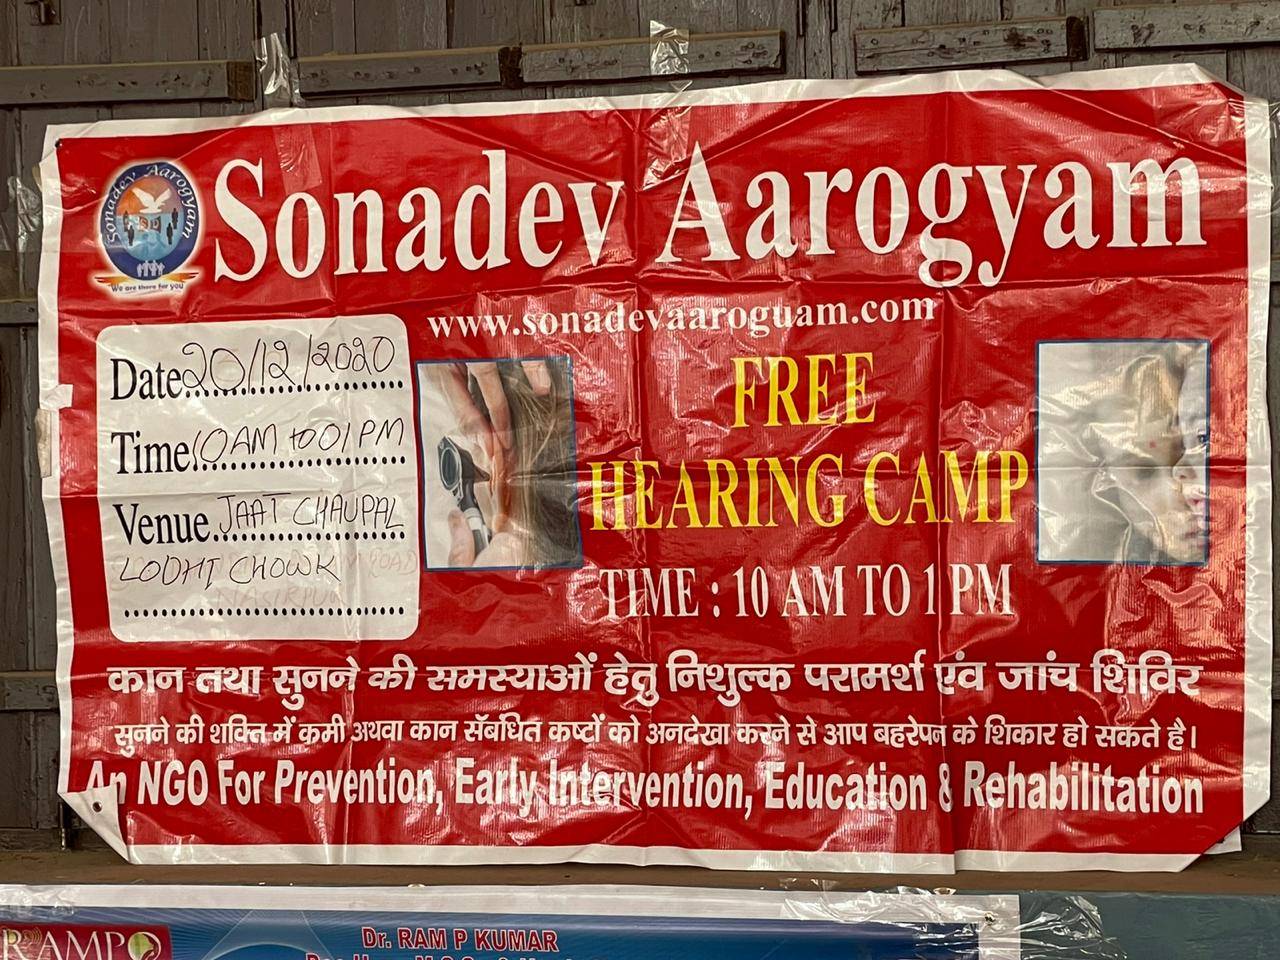 Sonadev Aarogyam
We are there for you
Sonadev Aarogyam
www.sonadevaaroguam.com
Date 20/12/2020
Time 10AM to 01 PM
Venue JAAT CHAUPAL
LODHI CHOWK
FREE
HEARING CAMP
TIME : 10 AM TO 1 PM
कान तथा सुनने की समस्याओं हेतु निशुल्क परामर्श एंव जांच शिविर
सुनने की शक्ति में कमी अथवा कान सॅबधित कष्टों को अनदेखा करने से आप बहरेपन के शिकार हो सकते है।
An NGO For Prevention, Early Intervention, Education & Rehabilitation
Dr. RAM P KUMAR